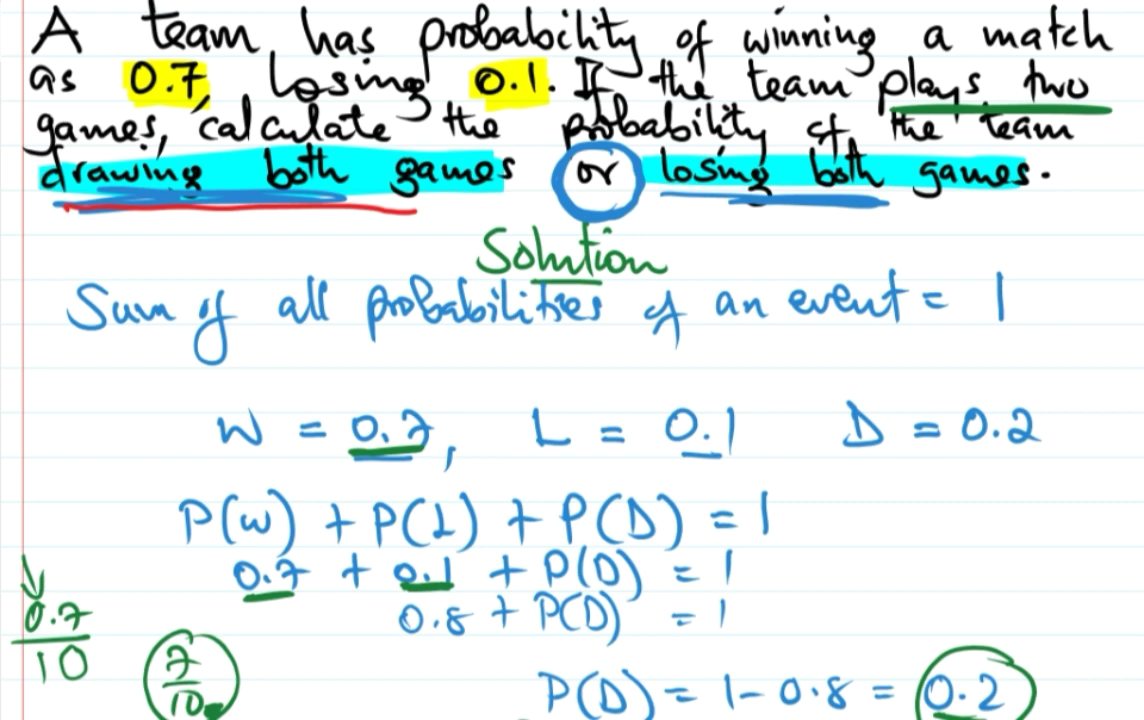 A team has probability of winning a match
as 0.7, losing 0.1. If the team plays two
games, calculate the probability of the team
drawing both games or losing both games.
Solution
Sum of all probabilities of an event = 1
W = 0.7, L = 0.1 D = 0.2
P(W) + P(L) + P(D) = 1
0.7 + 0.1 + P(D) = 1
0.8 + P(D) = 1
0.7
10
7
10
P(D) = 1 - 0.8 = 0.2